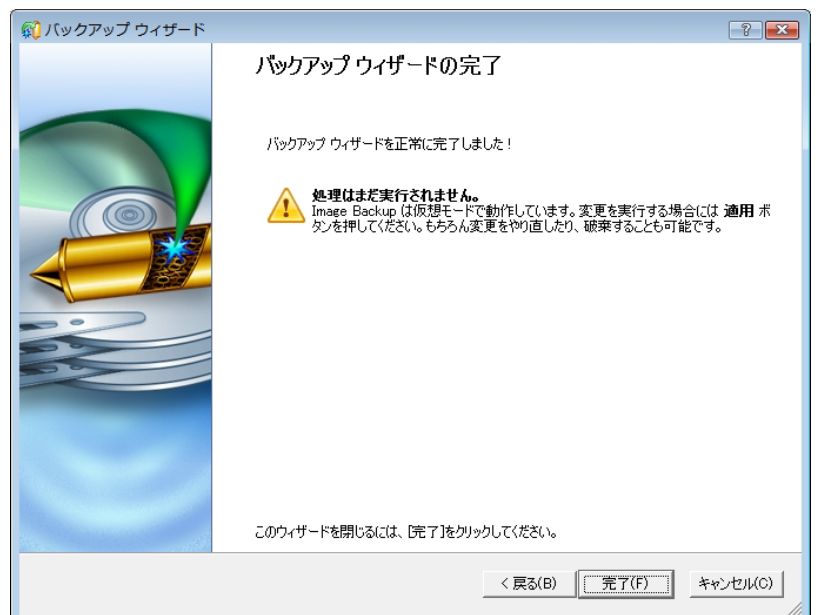 バックアップ ウィザード
バックアップ ウィザードの完了
バックアップ ウィザードを正常に完了しました！
処理はまだ実行されません。
Image Backup は仮想モードで動作しています。変更を実行する場合には 適用 ボ
タンを押してください。もちろん変更をやり直したり、破棄することも可能です。
このウィザードを閉じるには、[完了]をクリックしてください。
< 戻る(B) 完了(F) キャンセル(C)